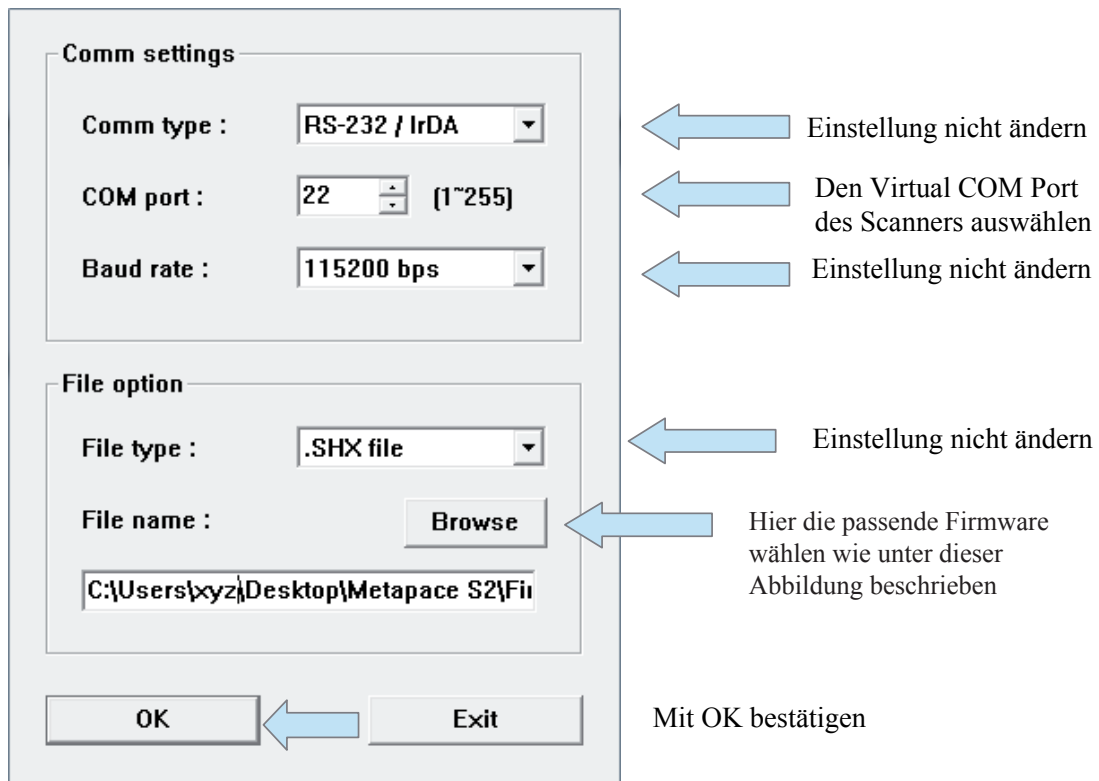 Comm settings
Comm type :
RS-232 / IrDA
Einstellung nicht ändern
COM port :
22
(1~255)
Den Virtual COM Port
des Scanners auswählen
Baud rate :
115200 bps
Einstellung nicht ändern
File option
File type :
.SHX file
Einstellung nicht ändern
File name :
Browse
Hier die passende Firmware
wählen wie unter dieser
Abbildung beschrieben
C:\Users\xyz\Desktop\Metapace S2\Fir
OK
Exit
Mit OK bestätigen